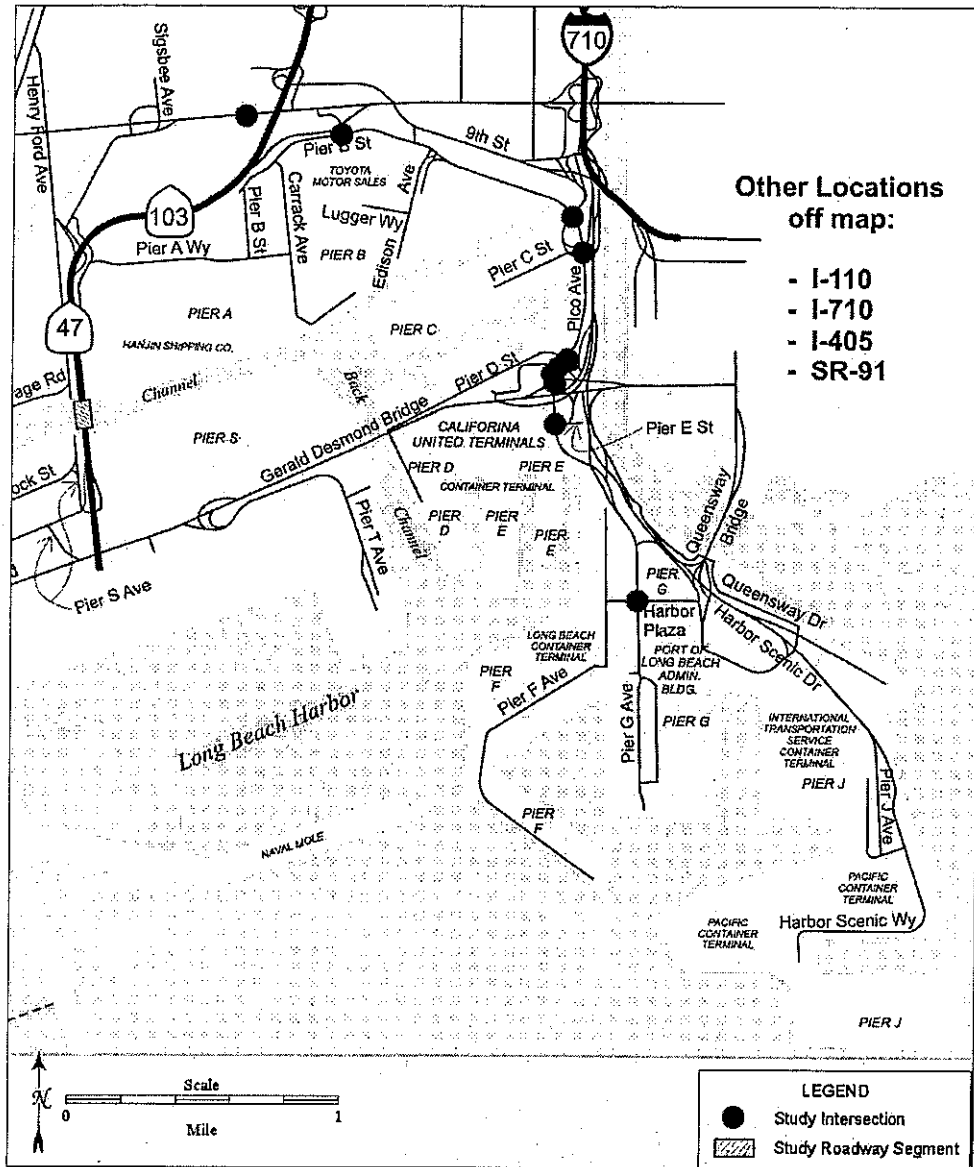 710
Sigsbee Ave
Henry Ford Ave
9th St
Pier B St
TOYOTA
MOTOR SALES
Ave
Other Locations
off map:
- I-110
- I-710
- I-405
- SR-91
103
Pier B St
Carrack Ave
Lugger Wy
Edison
PIER B
Pier A Wy
Pier C St
Pico Ave
PIER A
47
HANJIN SHIPPING CO.
PIER C
Pier D St
age Rd
Channel
Back
CALIFORINA
UNITED TERMINALS
Pier E St
PIER S
Gerald Desmond Bridge
PIER D
PIER E
CONTAINER TERMINAL
ock St
PIER
D
PIER
E
PIER
E
Channel
Queensway
Bridge
Pier T Ave
d
Pier S Ave
PIER
G
Queensway Dr
Harbor
Plaza
Harbor Scenic Dr
LONG BEACH
CONTAINER
TERMINAL
PORT OF
LONG BEACH
ADMIN.
BLDG.
PIER
F
Pier F Ave
Pier G Ave
PIER G
Long Beach Harbor
INTERNATIONAL
TRANSPORTATION
SERVICE
CONTAINER
TERMINAL
PIER J
Pier J Ave
PIER
F
NAVAL MOLE
PACIFIC
CONTAINER
TERMINAL
PACIFIC
CONTAINER
TERMINAL
Harbor Scenic Wy
PIER J
N
Scale
0 1
Mile
LEGEND
Study Intersection
Study Roadway Segment